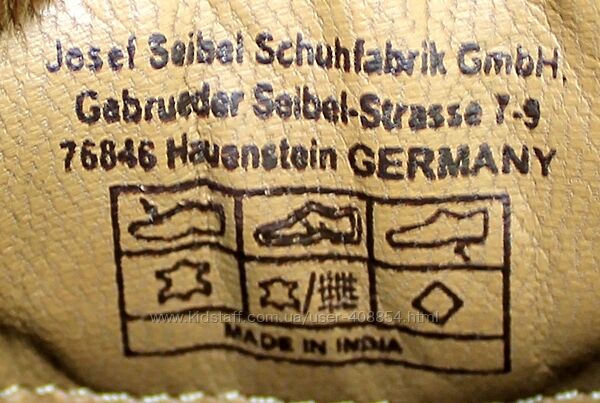 Josef Seibel Schuhfabrik GmbH.
Gebrueder Seibel-Strasse 7-9
76846 Hauenstein GERMANY
www.kidstaff.com.ua/user-408854.html
MADE IN INDIA